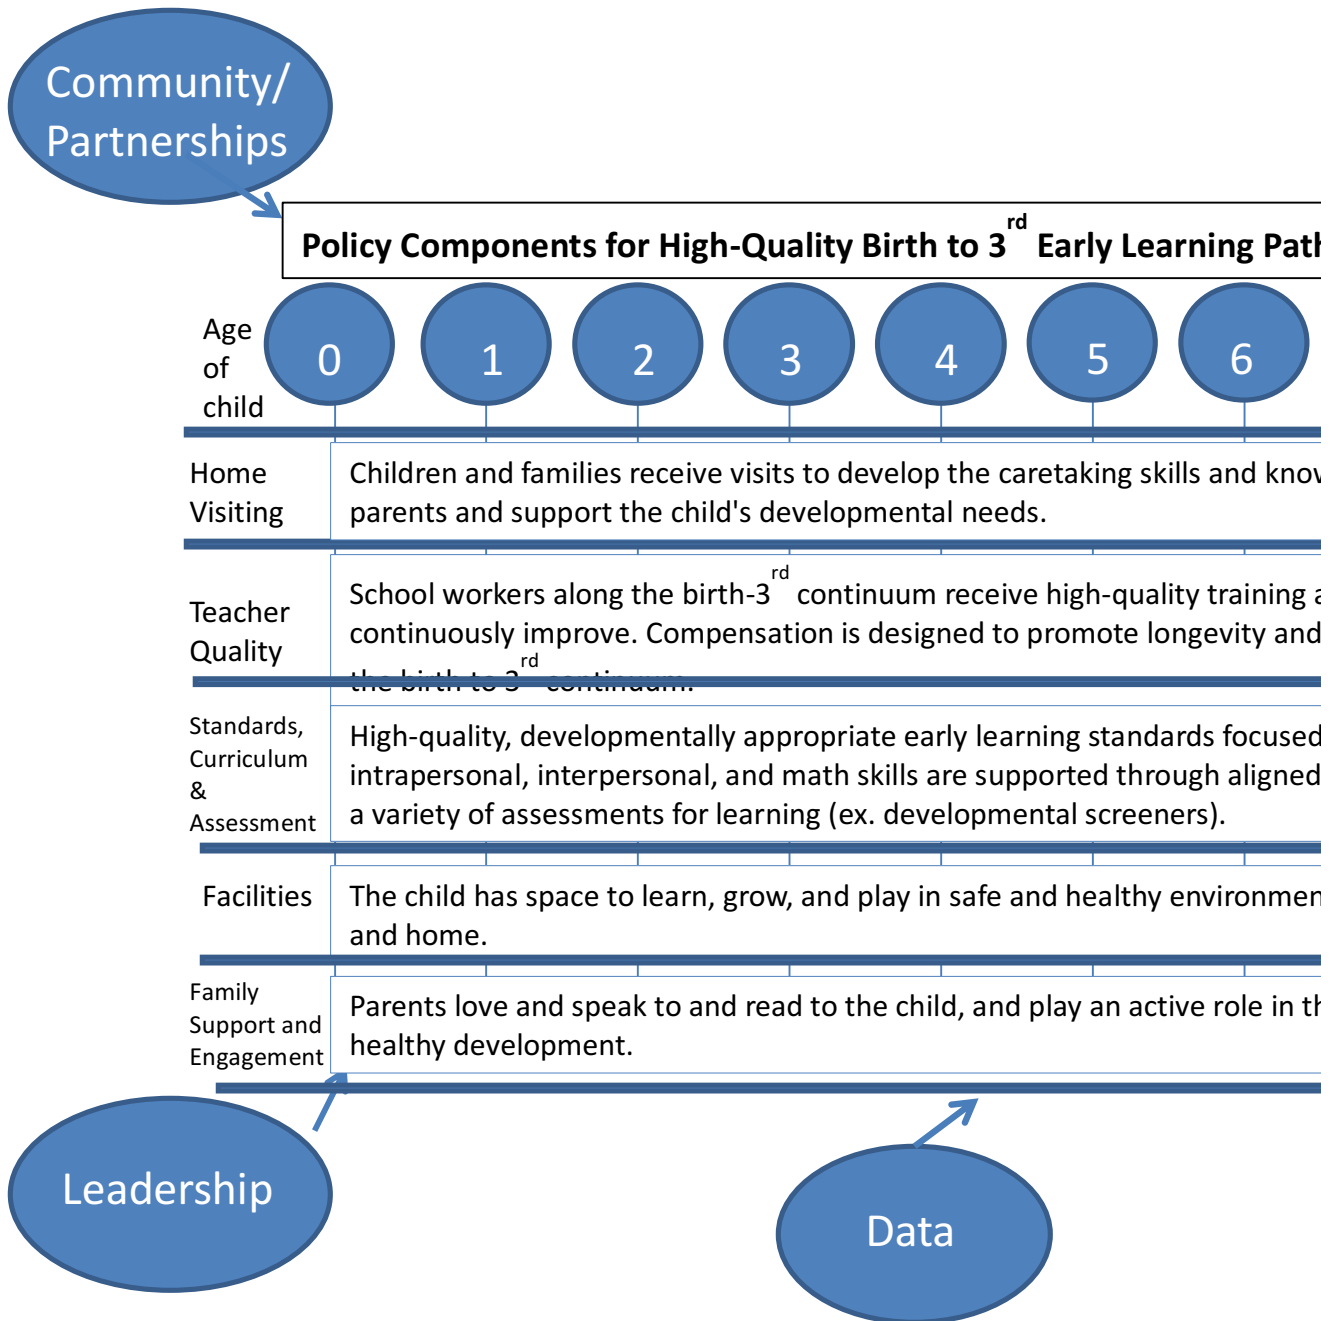 Community/
Partnerships
Policy Components for High-Quality Birth to 3rd Early Learning
Age
of
child
0 1 2 3 4 5 6
Home
Visiting
Children and families receive visits to develop the caretaking skills and
parents and support the child's developmental needs.
Teacher
Quality
School workers along the birth-3rd continuum receive high-quality training
continuously improve. Compensation is designed to promote longevity and
the birth to 3rd continuum.
Standards,
Curriculum
&
Assessment
High-quality, developmentally appropriate early learning standards focused
intrapersonal, interpersonal, and math skills are supported through aligned
a variety of assessments for learning (ex. developmental screeners).
Facilities
The child has space to learn, grow, and play in safe and healthy
and home.
Family
Support and
Engagement
Parents love and speak to and read to the child, and play an active role in
healthy development.
Leadership
Data